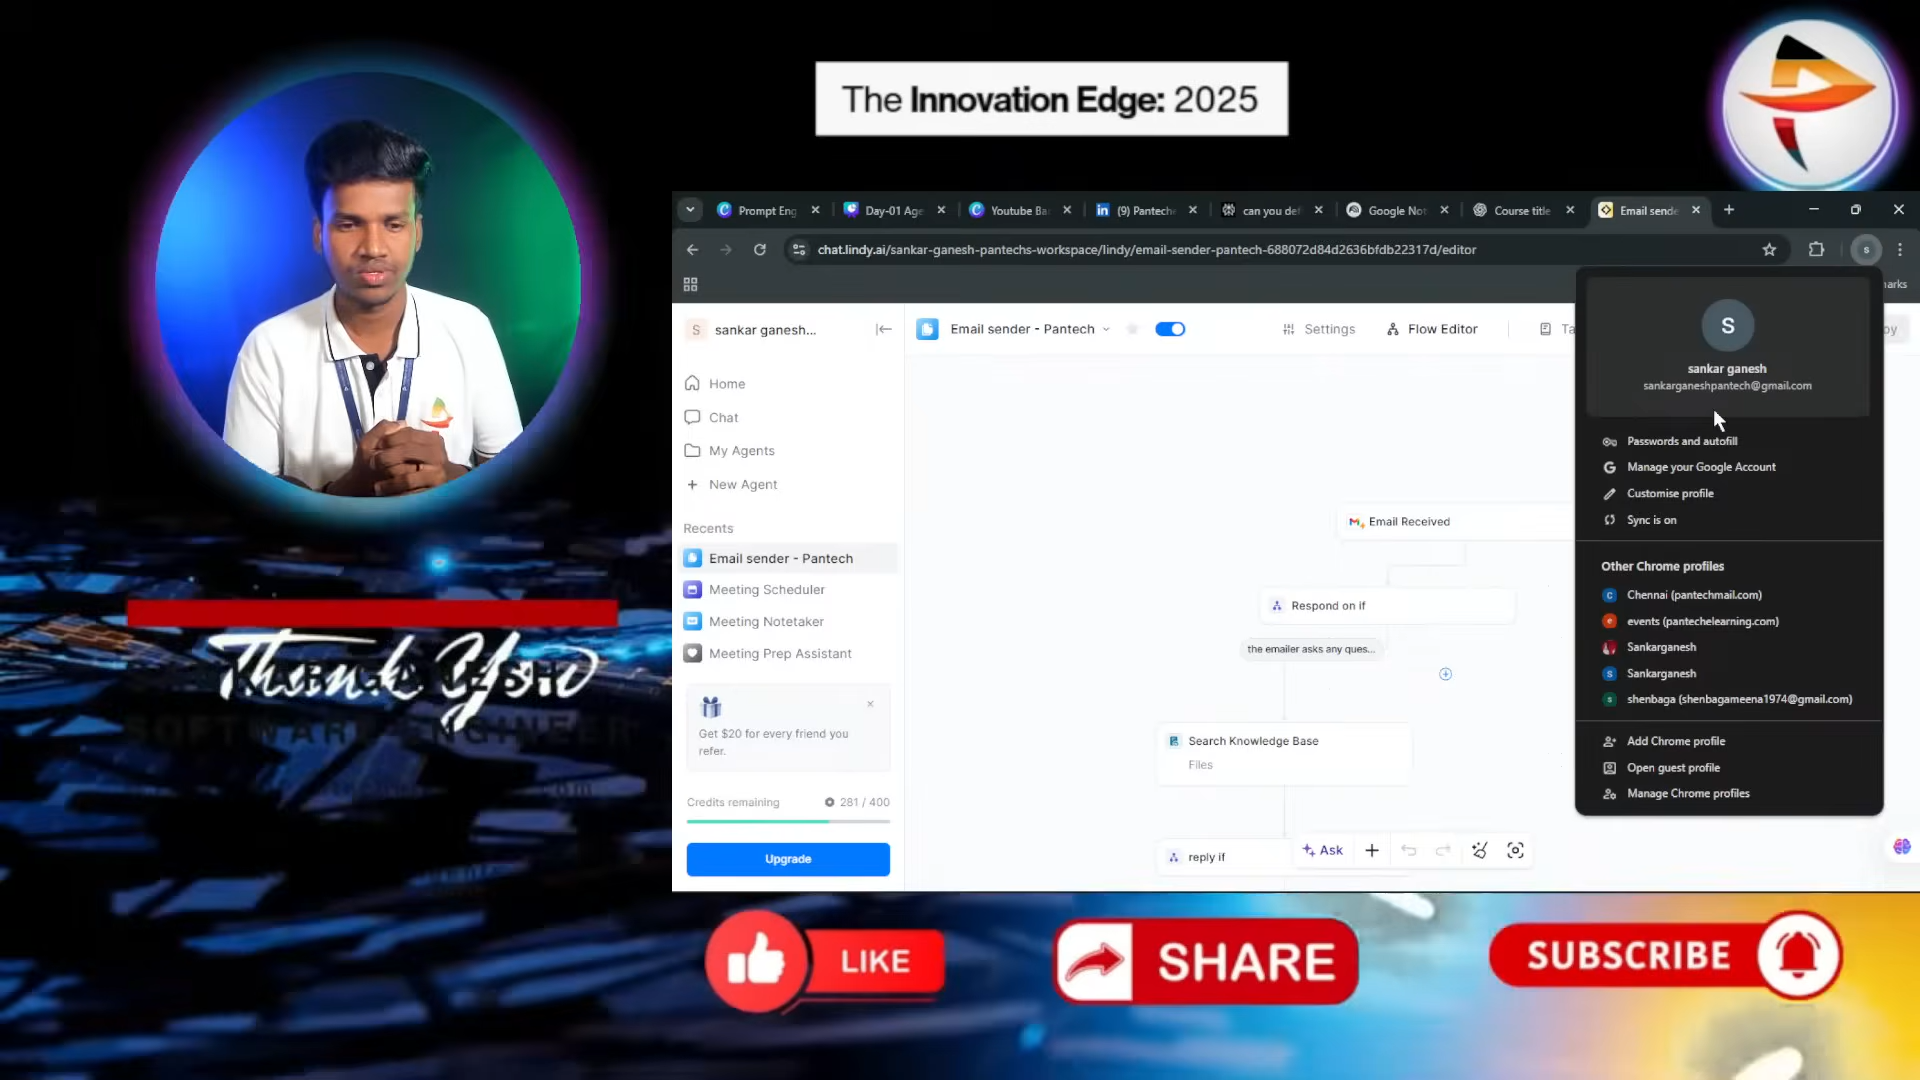 The Innovation Edge: 2025
Prompt Eng
Day-01 Age
Youtube Ba
(9) Pantech
can you def
Google Not
Course title
Email sende
chat.lindy.ai/sankar-ganesh-pantechs-workspace/lindy/email-sender-pantech-688072d84d2636bfdb22317d/editor
S
arks
S
sankar ganesh...
Email sender - Pantech
Settings
Flow Editor
Ta
oy
S
sankar ganesh
sankarganeshpantech@gmail.com
Home
Chat
My Agents
New Agent
Passwords and autofill
Manage your Google Account
Customise profile
Sync is on
Recents
Email sender - Pantech
Meeting Scheduler
Meeting Notetaker
Meeting Prep Assistant
Email Received
Respond on if
the emailer asks any ques...
Search Knowledge Base
Files
reply if
Ask
Other Chrome profiles
C Chennai (pantechmail.com)
e events (pantechelearning.com)
Sankarganesh
S Sankarganesh
S shenbaga (shenbagameena1974@gmail.com)
Add Chrome profile
Open guest profile
Manage Chrome profiles
Get $20 for every friend you
refer.
Credits remaining
281 / 400
Upgrade
Thank You
SANKAR GANESH
SOFTWARE ENGINEER
LIKE
SHARE
SUBSCRIBE